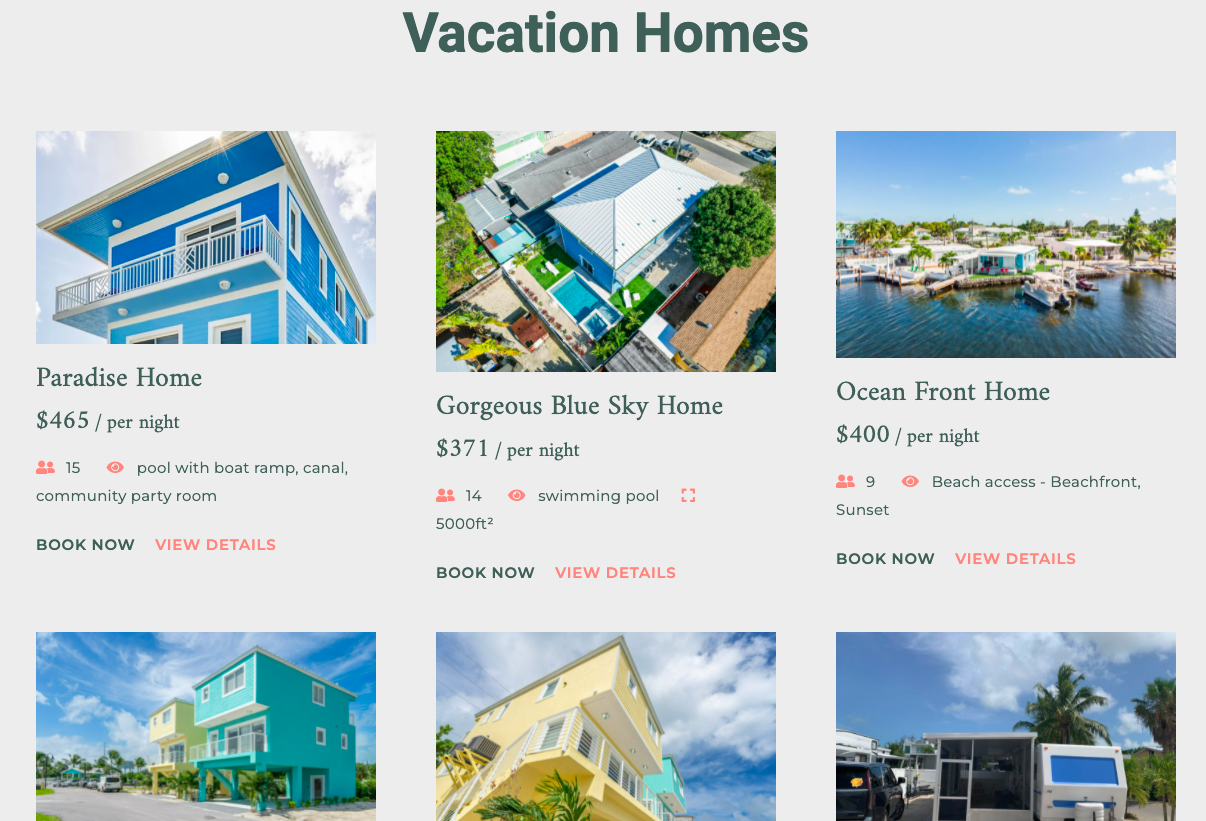 Vacation Homes
Paradise Home
$465 / per night
15 pool with boat ramp, canal,
community party room
BOOK NOW VIEW DETAILS
Gorgeous Blue Sky Home
$371 / per night
14 swimming pool
5000ft²
BOOK NOW VIEW DETAILS
Ocean Front Home
$400 / per night
9 Beach access - Beachfront,
Sunset
BOOK NOW VIEW DETAILS